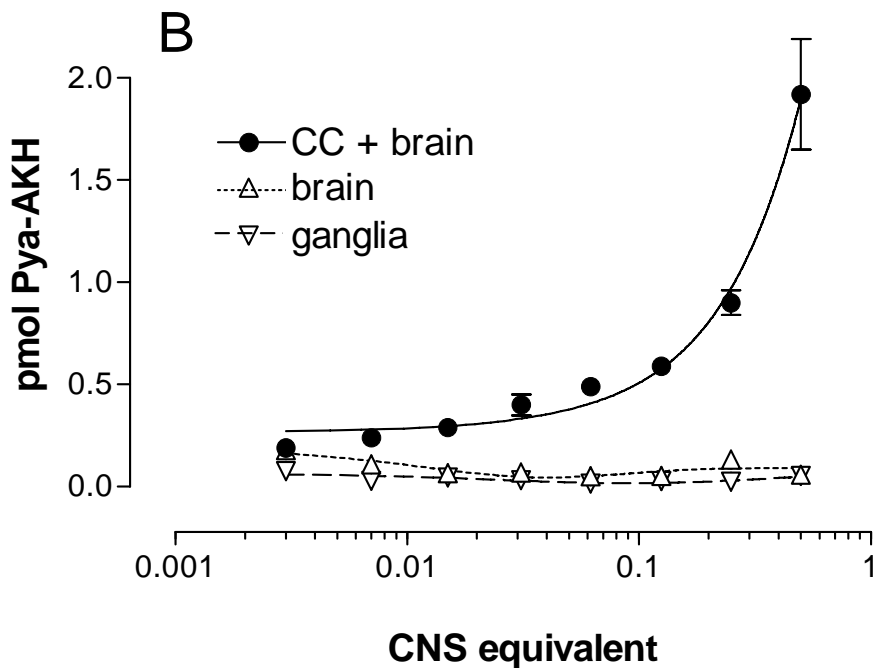 B
pmol Pya-AKH
2.0
1.5
1.0
0.5
0.0
CC + brain
brain
ganglia
0.001
0.01
0.1
1
CNS equivalent